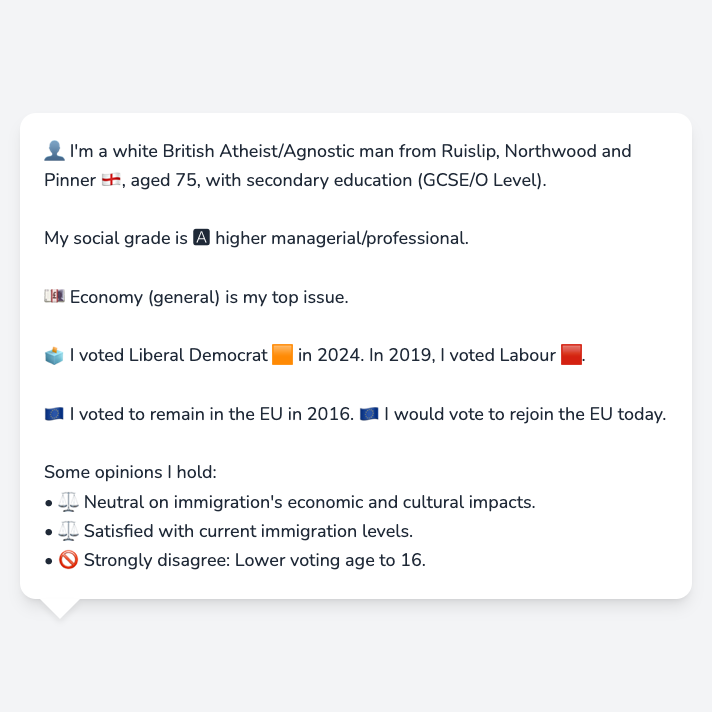 👤 I'm a white British Atheist/Agnostic man from Ruislip, Northwood and
Pinner 🏴󠁧󠁢󠁥󠁮󠁧󠁿, aged 75, with secondary education (GCSE/O Level).
My social grade is 🅰 higher managerial/professional.
💷 Economy (general) is my top issue.
🗳️ I voted Liberal Democrat 🟧 in 2024. In 2019, I voted Labour 🟥.
🇪🇺 I voted to remain in the EU in 2016. 🇪🇺 I would vote to rejoin the EU today.
Some opinions I hold:
• ⚖️ Neutral on immigration's economic and cultural impacts.
• ⚖️ Satisfied with current immigration levels.
• 🚫 Strongly disagree: Lower voting age to 16.